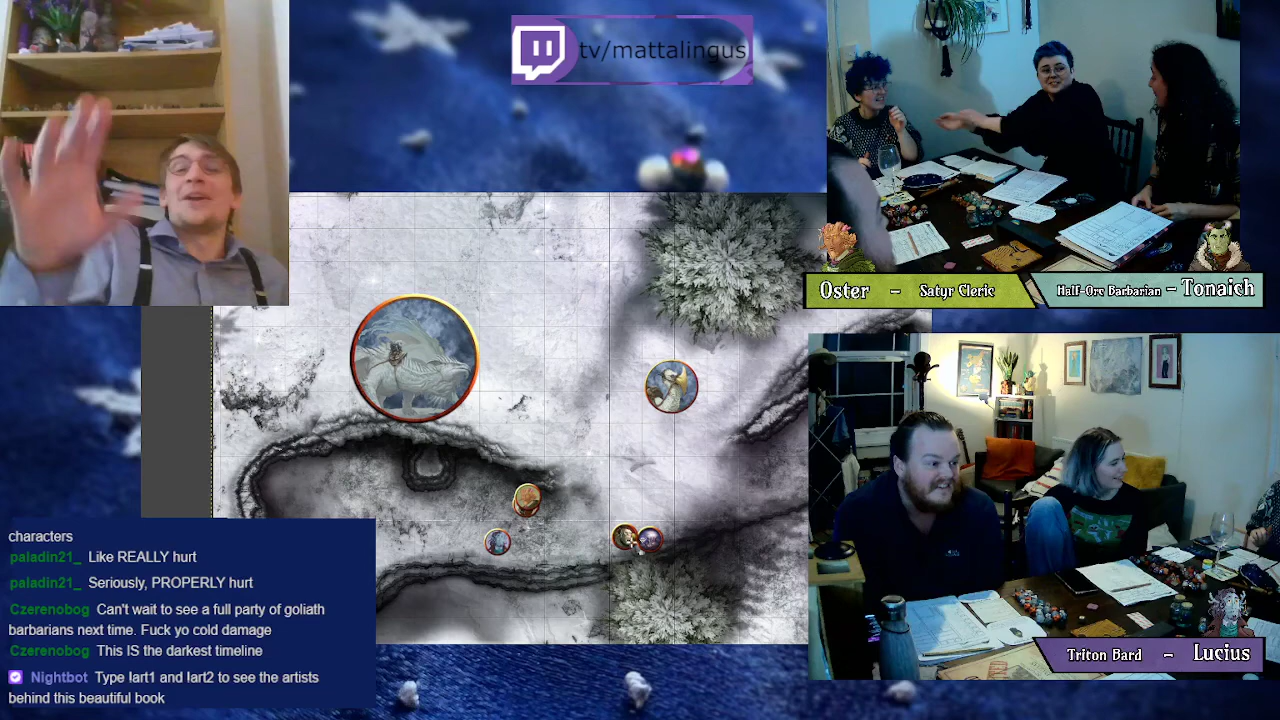 tv/mattalingus
Oster - Satyr Cleric
Half-Orc Barbarian - Tonaich
characters
paladin21_ Like REALLY hurt
paladin21_ Seriously, PROPERLY hurt
Czerenobog Can't wait to see a full party of goliath
barbarians next time. Fuck yo cold damage
Czerenobog This IS the darkest timeline
Nightbot Type !art1 and !art2 to see the artists
behind this beautiful book
Triton Bard - Lucius